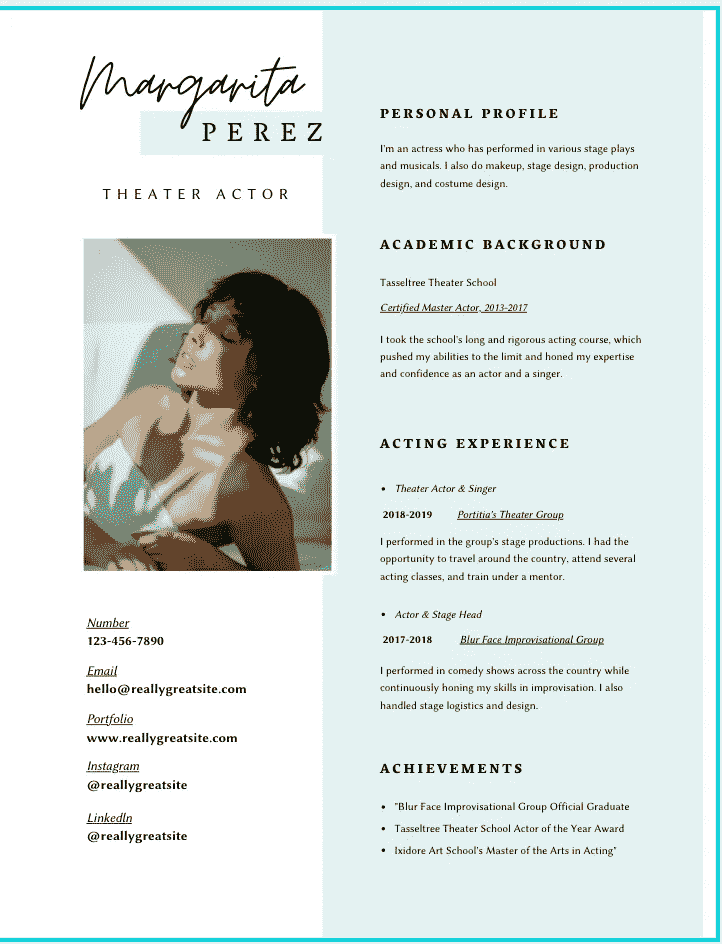 Margarita
PEREZ
THEATER ACTOR
Number
123-456-7890
Email
hello@reallygreatsite.com
Portfolio
www.reallygreatsite.com
Instagram
@reallygreatsite
LinkedIn
@reallygreatsite
PERSONAL PROFILE
I'm an actress who has performed in various stage plays
and musicals. I also do makeup, stage design, production
design, and costume design.
ACADEMIC BACKGROUND
Tasseltree Theater School
Certified Master Actor, 2013-2017
I took the school's long and rigorous acting course, which
pushed my abilities to the limit and honed my expertise
and confidence as an actor and a singer.
ACTING EXPERIENCE
• Theater Actor & Singer
2018-2019 Portitia's Theater Group
I performed in the group's stage productions. I had the
opportunity to travel around the country, attend several
acting classes, and train under a mentor.
• Actor & Stage Head
2017-2018 Blur Face Improvisational Group
I performed in comedy shows across the country while
continuously honing my skills in improvisation. I also
handled stage logistics and design.
ACHIEVEMENTS
• "Blur Face Improvisational Group Official Graduate
• Tasseltree Theater School Actor of the Year Award
• Ixidore Art School's Master of the Arts in Acting"